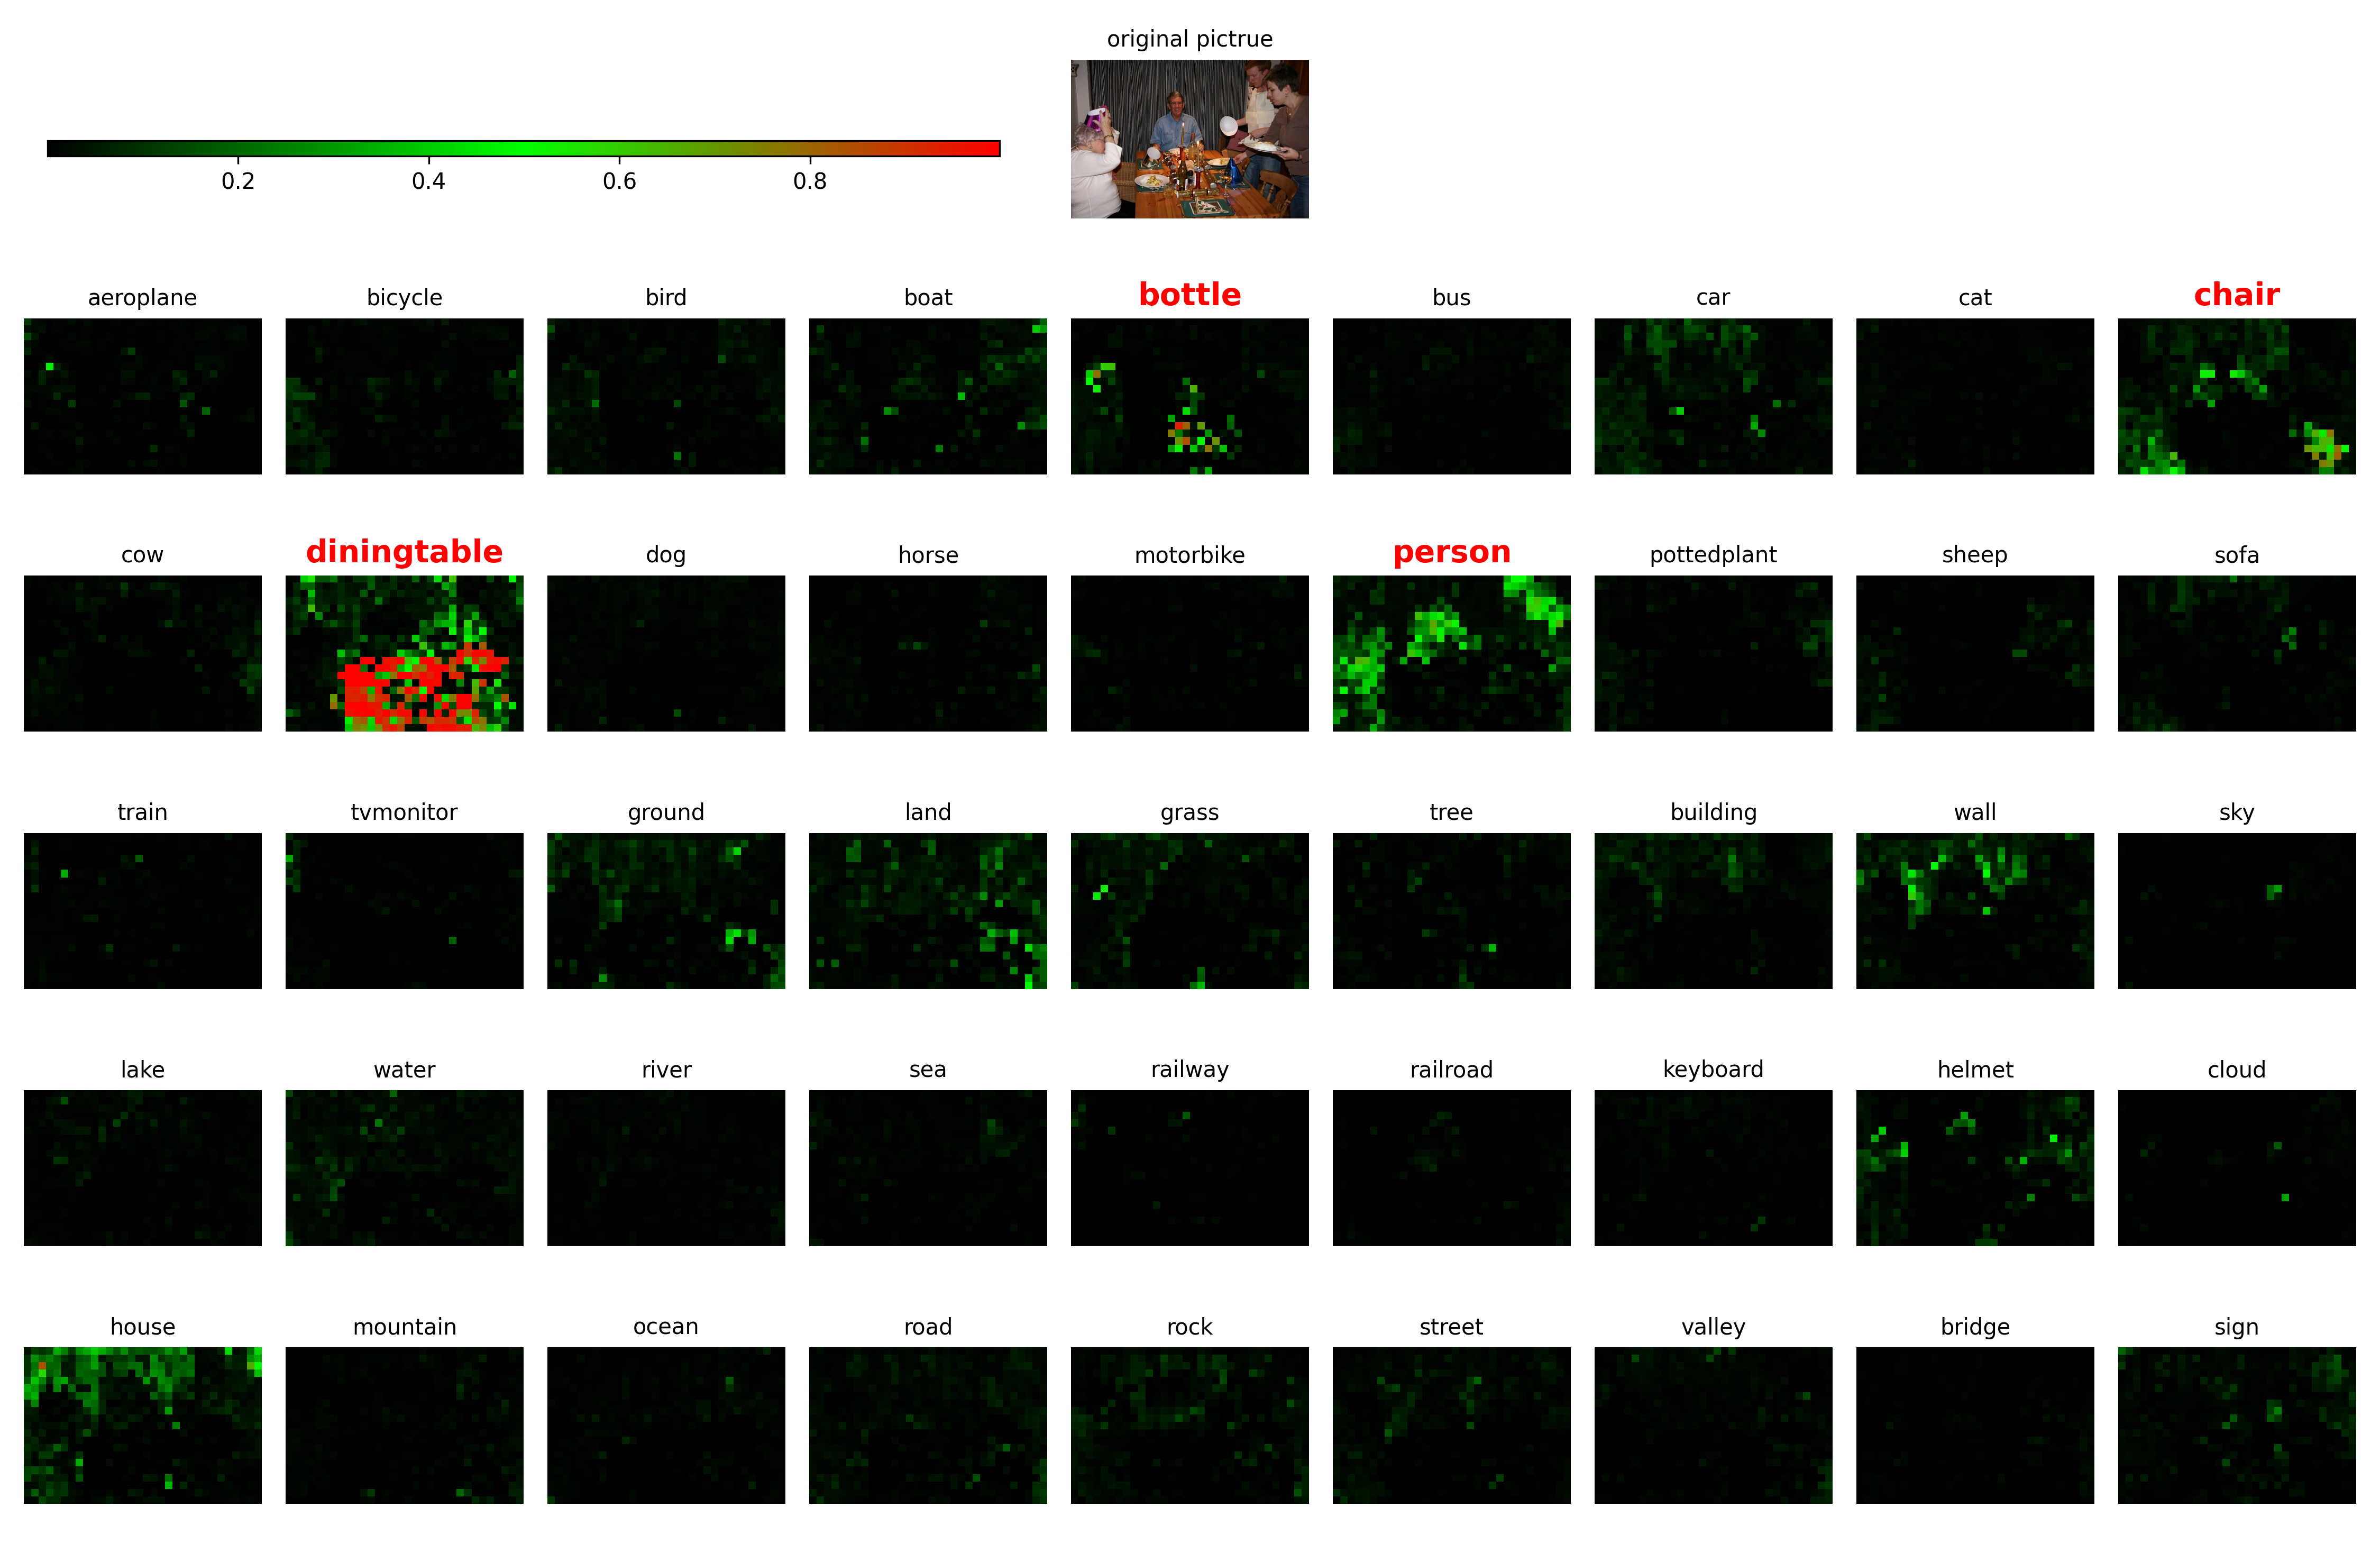 original pictrue
0.2 0.4 0.6 0.8
aeroplane bicycle bird boat bottle bus car cat chair
cow diningtable dog horse motorbike person pottedplant sheep sofa
train tvmonitor ground land grass tree building wall sky
lake water river sea railway railroad keyboard helmet cloud
house mountain ocean road rock street valley bridge sign